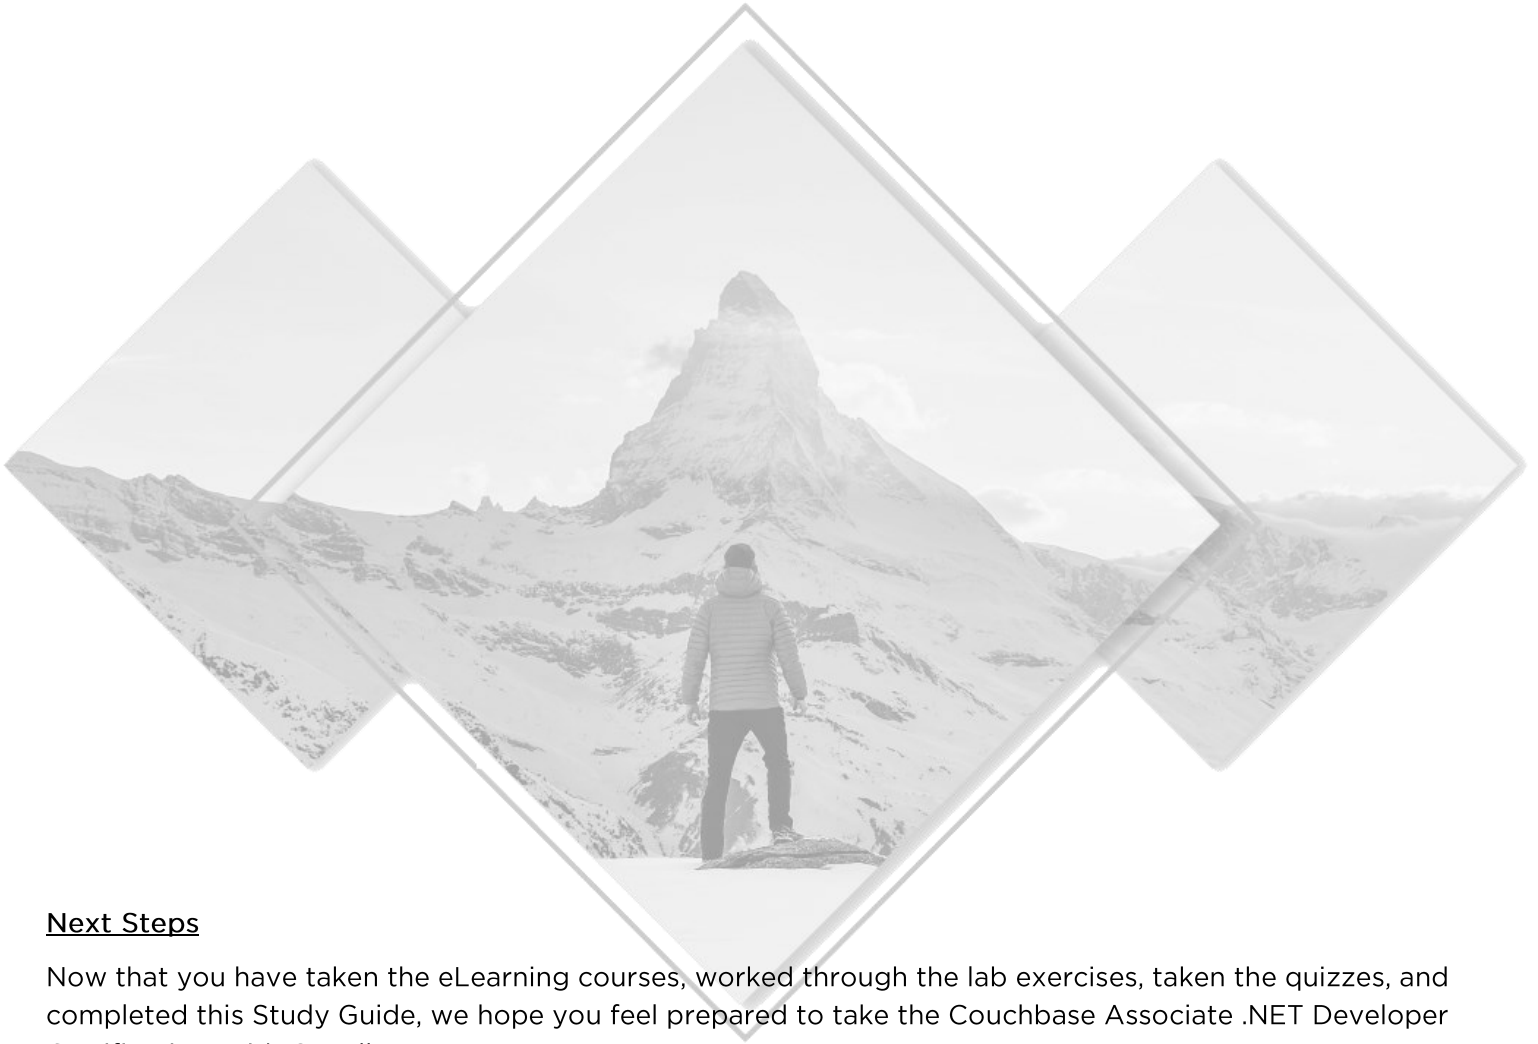 Next Steps
Now that you have taken the eLearning courses, worked through the lab exercises, taken the quizzes, and
completed this Study Guide, we hope you feel prepared to take the Couchbase Associate .NET Developer